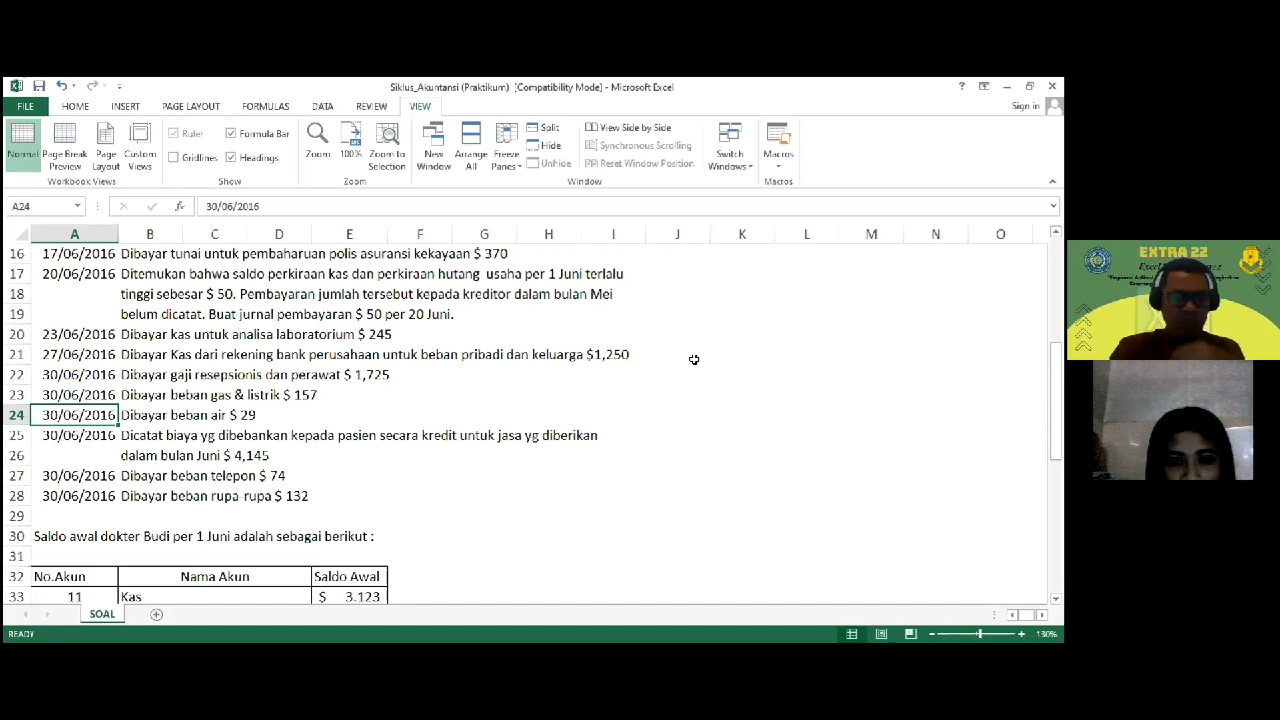 Siklus_Akuntansi (Praktikum) [Compatibility Mode] - Microsoft Excel
Sign in
FILE HOME INSERT PAGE LAYOUT FORMULAS DATA REVIEW VIEW
Normal
Page Break Preview
Page Layout
Custom Views
Workbook Views
Ruler
Formula Bar
Gridlines
Headings
Show
Zoom
100%
Zoom to Selection
Zoom
New Window
Arrange All
Freeze Panes
Split
Hide
Unhide
View Side by Side
Synchronous Scrolling
Reset Window Position
Window
Switch Windows
Macros
Macros
A24 fx 30/06/2016
A B C D E F G H I J K L M N O
16 17/06/2016 Dibayar tunai untuk pembaharuan polis asuransi kekayaan $ 370
17 20/06/2016 Ditemukan bahwa saldo perkiraan kas dan perkiraan hutang usaha per 1 Juni terlalu
18 tinggi sebesar $ 50. Pembayaran jumlah tersebut kepada kreditor dalam bulan Mei
19 belum dicatat. Buat jurnal pembayaran $ 50 per 20 Juni.
20 23/06/2016 Dibayar kas untuk analisa laboratorium $ 245
21 27/06/2016 Dibayar Kas dari rekening bank perusahaan untuk beban pribadi dan keluarga $1,250
22 30/06/2016 Dibayar gaji resepsionis dan perawat $ 1,725
23 30/06/2016 Dibayar beban gas & listrik $ 157
24 30/06/2016 Dibayar beban air $ 29
25 30/06/2016 Dicatat biaya yg dibebankan kepada pasien secara kredit untuk jasa yg diberikan
26 dalam bulan Juni $ 4,145
27 30/06/2016 Dibayar beban telepon $ 74
28 30/06/2016 Dibayar beban rupa-rupa $ 132
29
30 Saldo awal dokter Budi per 1 Juni adalah sebagai berikut :
31
32 No.Akun Nama Akun Saldo Awal
33 11 Kas $ 3.123
SOAL
READY 130%
EXTRA 22